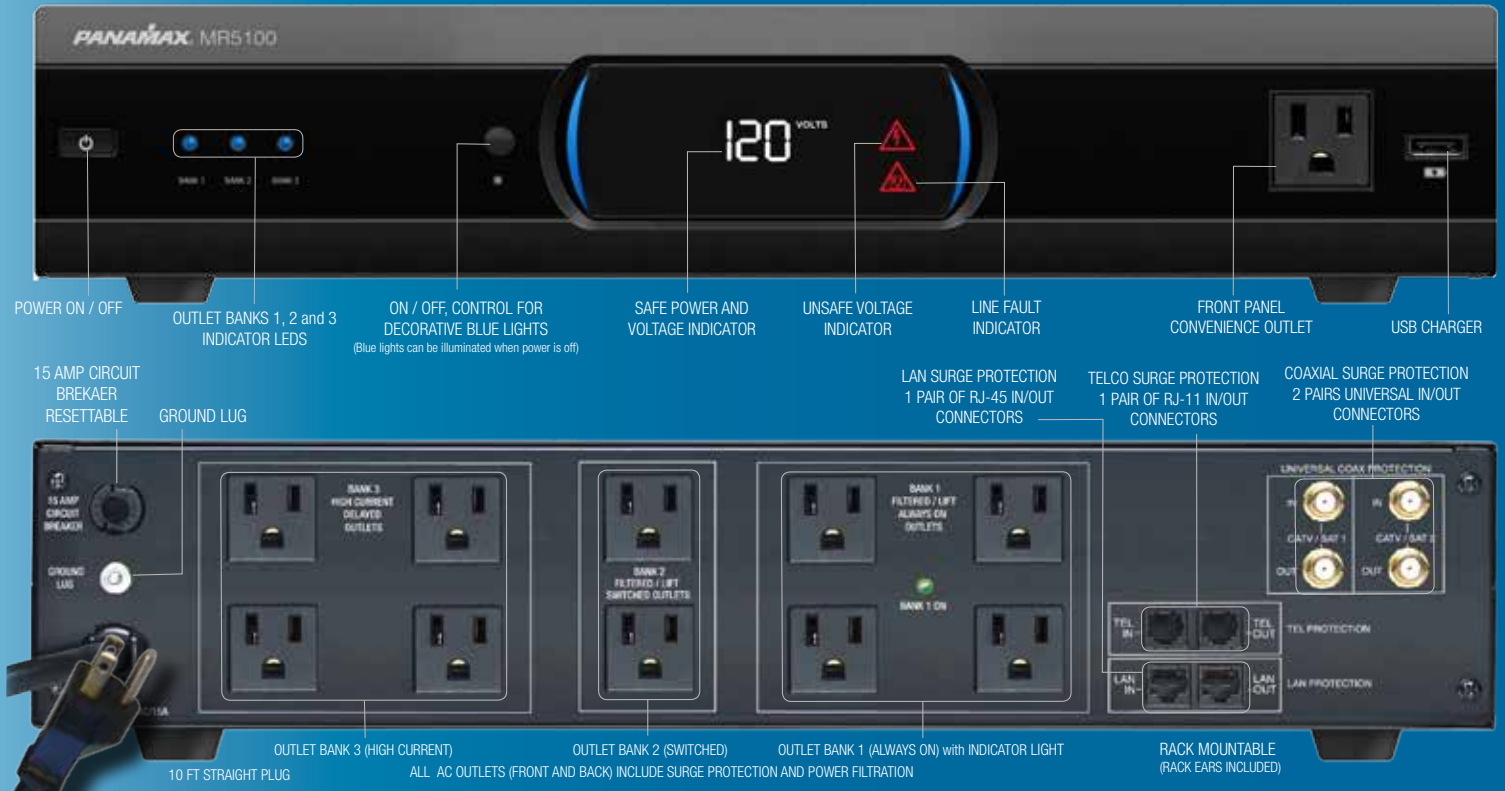 PANAMAX MR5100
120 VOLTS
BANK 1 BANK 2 BANK 3
POWER ON / OFF
OUTLET BANKS 1, 2 and 3
INDICATOR LEDS
ON / OFF, CONTROL FOR
DECORATIVE BLUE LIGHTS
(Blue lights can be illuminated when power is off)
SAFE POWER AND
VOLTAGE INDICATOR
UNSAFE VOLTAGE
INDICATOR
LINE FAULT
INDICATOR
FRONT PANEL
CONVENIENCE OUTLET
USB CHARGER
15 AMP CIRCUIT
BREKAER
RESETTABLE
GROUND LUG
LAN SURGE PROTECTION
1 PAIR OF RJ-45 IN/OUT
CONNECTORS
TELCO SURGE PROTECTION
1 PAIR OF RJ-11 IN/OUT
CONNECTORS
COAXIAL SURGE PROTECTION
2 PAIRS UNIVERSAL IN/OUT
CONNECTORS
15 AMP
CIRCUIT
BREAKER
GROUND
LUG
BANK 3
HIGH CURRENT
DELAYED
OUTLETS
BANK 2
FILTERED / LIFT
SWITCHED OUTLETS
BANK 1
FILTERED / LIFT
ALWAYS ON
OUTLETS
BANK 1 ON
UNIVERSAL COAX PROTECTION
IN IN
CATV / SAT 1 CATV / SAT 2
OUT OUT
TEL IN
TEL OUT
TEL PROTECTION
LAN IN
LAN OUT
LAN PROTECTION
15A
OUTLET BANK 3 (HIGH CURRENT)
OUTLET BANK 2 (SWITCHED)
OUTLET BANK 1 (ALWAYS ON) with INDICATOR LIGHT
RACK MOUNTABLE
(RACK EARS INCLUDED)
10 FT STRAIGHT PLUG
ALL AC OUTLETS (FRONT AND BACK) INCLUDE SURGE PROTECTION AND POWER FILTRATION